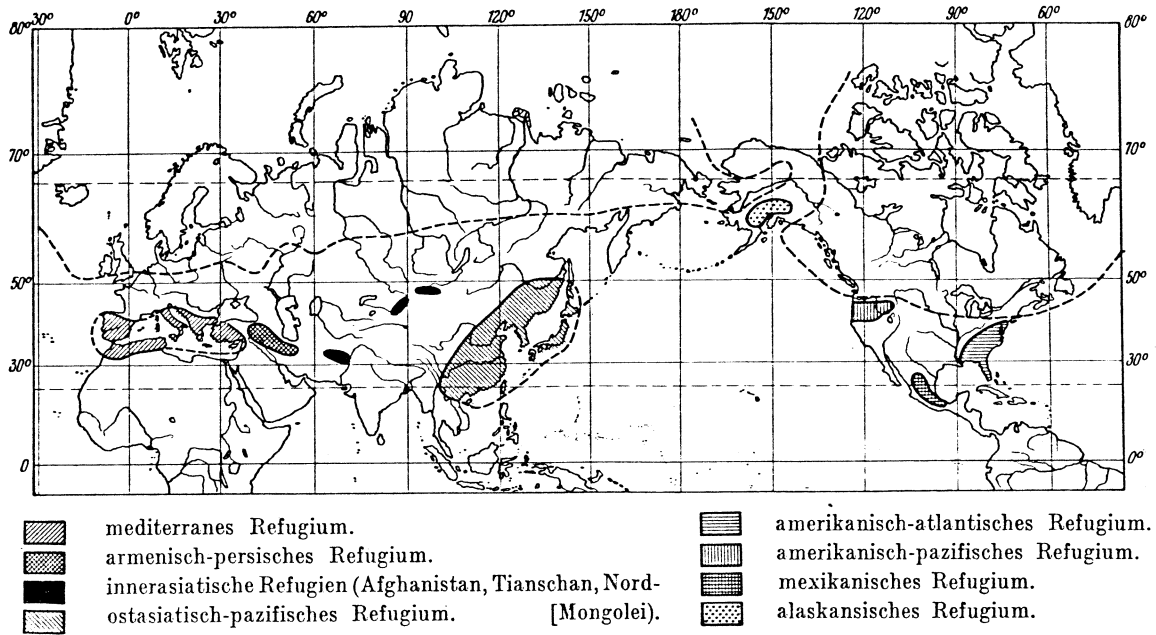 30° 0° 30° 60° 90 120° 150° 180° 150° 120° 90° 60°
80° 80°
70° 70°
50° 50°
30° 30°
0 0°
mediterranes Refugium.
armenisch-persisches Refugium.
innerasiatische Refugien (Afghanistan, Tianschan, Nord-
ostasiatisch-pazifisches Refugium. [Mongolei).
amerikanisch-atlantisches Refugium.
amerikanisch-pazifisches Refugium.
mexikanisches Refugium.
alaskansisches Refugium.